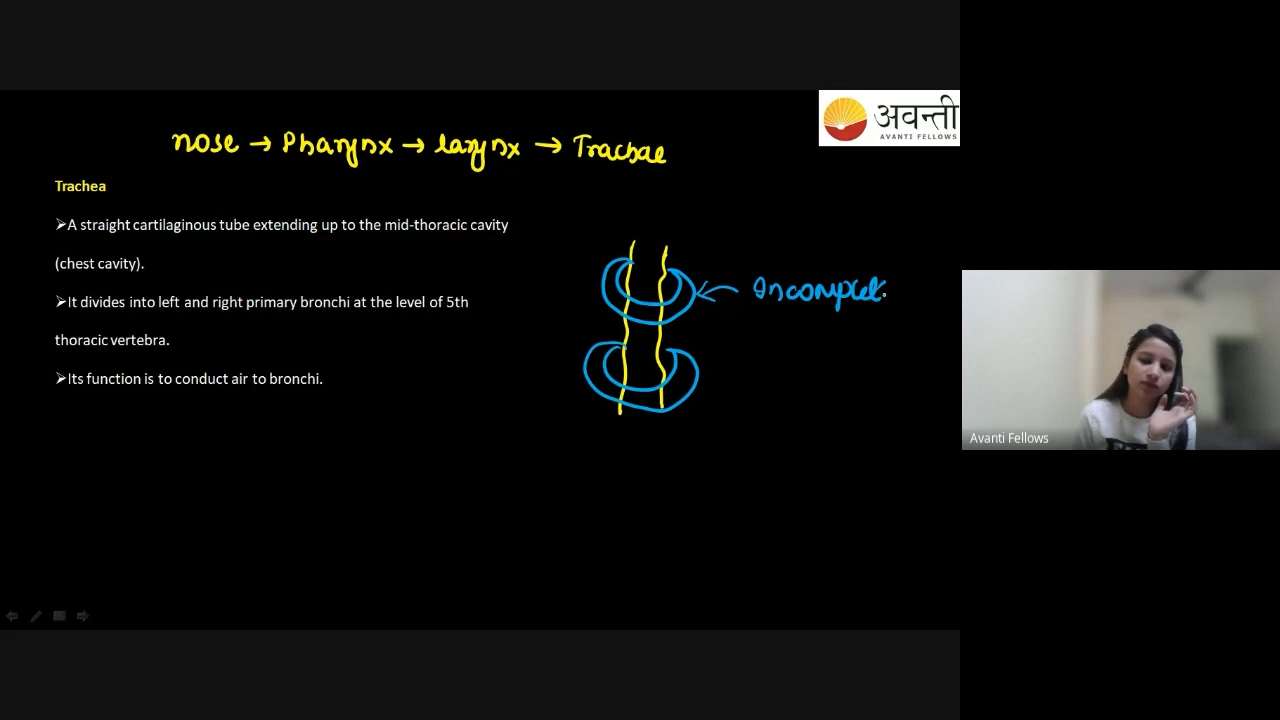 अवन्ती
AVANTI FELLOWS
nose → Pharynx → larynx → Trachae
Trachea
➢A straight cartilaginous tube extending up to the mid-thoracic cavity
(chest cavity).
➢It divides into left and right primary bronchi at the level of 5th
thoracic vertebra.
➢Its function is to conduct air to bronchi.
Incomplet.
Avanti Fellows